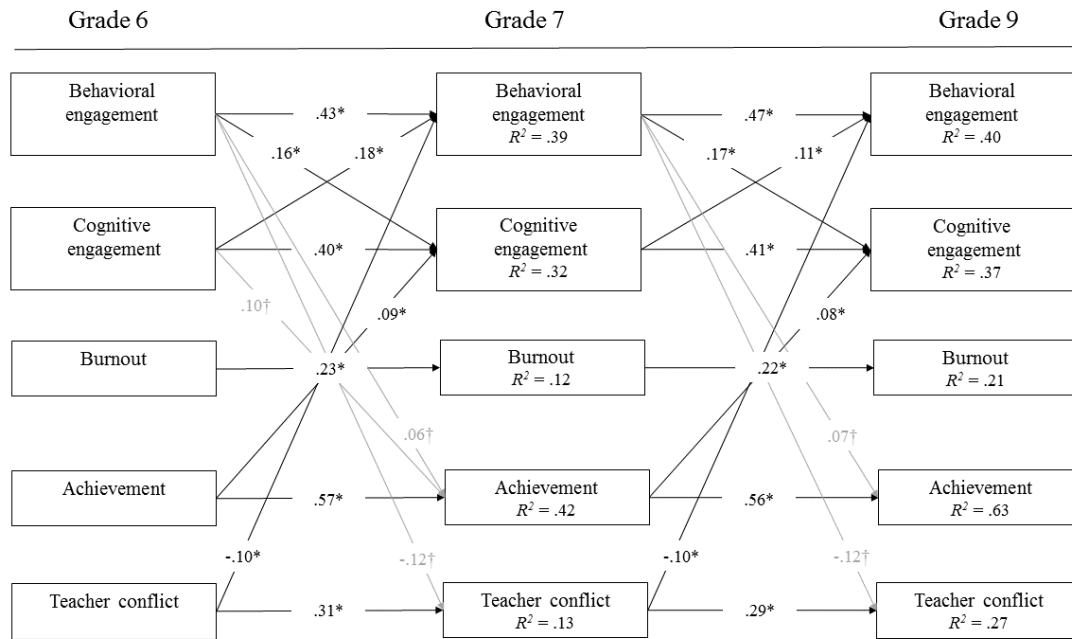 Grade 6 Grade 7 Grade 9
Behavioral Behavioral Behavioral
engagement .43* engagement .47* engagement
R² = .39 R² = .40
.16* .18* .17* .11*
Cognitive Cognitive Cognitive
engagement .40* engagement .41* engagement
R² = .32 R² = .37
.10† .09* .08*
Burnout .23* Burnout .22* Burnout
R² = .12 R² = .21
.06† .07†
Achievement .57* Achievement .56* Achievement
R² = .42 R² = .63
-.10* -.12† -.10* -.12†
Teacher conflict .31* Teacher conflict .29* Teacher conflict
R² = .13 R² = .27